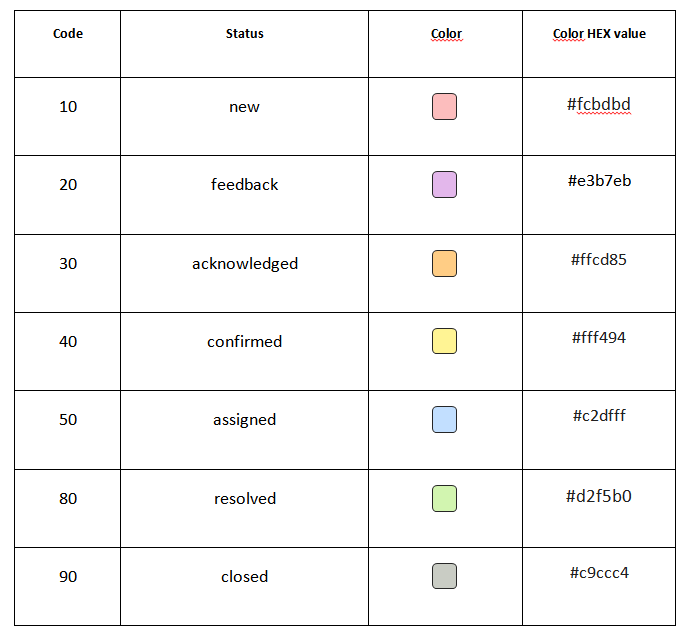 Code Status Color Color HEX value
10 new #fcbdbd
20 feedback #e3b7eb
30 acknowledged #ffcd85
40 confirmed #fff494
50 assigned #c2dfff
80 resolved #d2f5b0
90 closed #c9ccc4